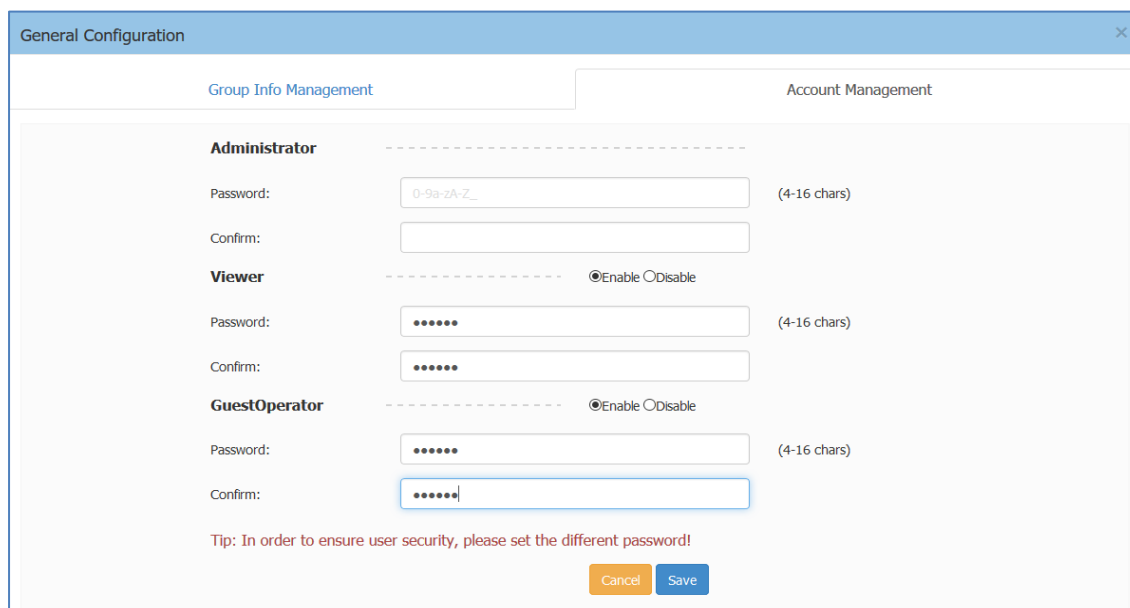 General Configuration ×
Group Info Management Account Management
Administrator
Password: 0-9a-zA-Z_ (4-16 chars)
Confirm:
Viewer Enable Disable
Password: •••••• (4-16 chars)
Confirm: ••••••
GuestOperator Enable Disable
Password: •••••• (4-16 chars)
Confirm: ••••••
Tip: In order to ensure user security, please set the different password!
Cancel Save